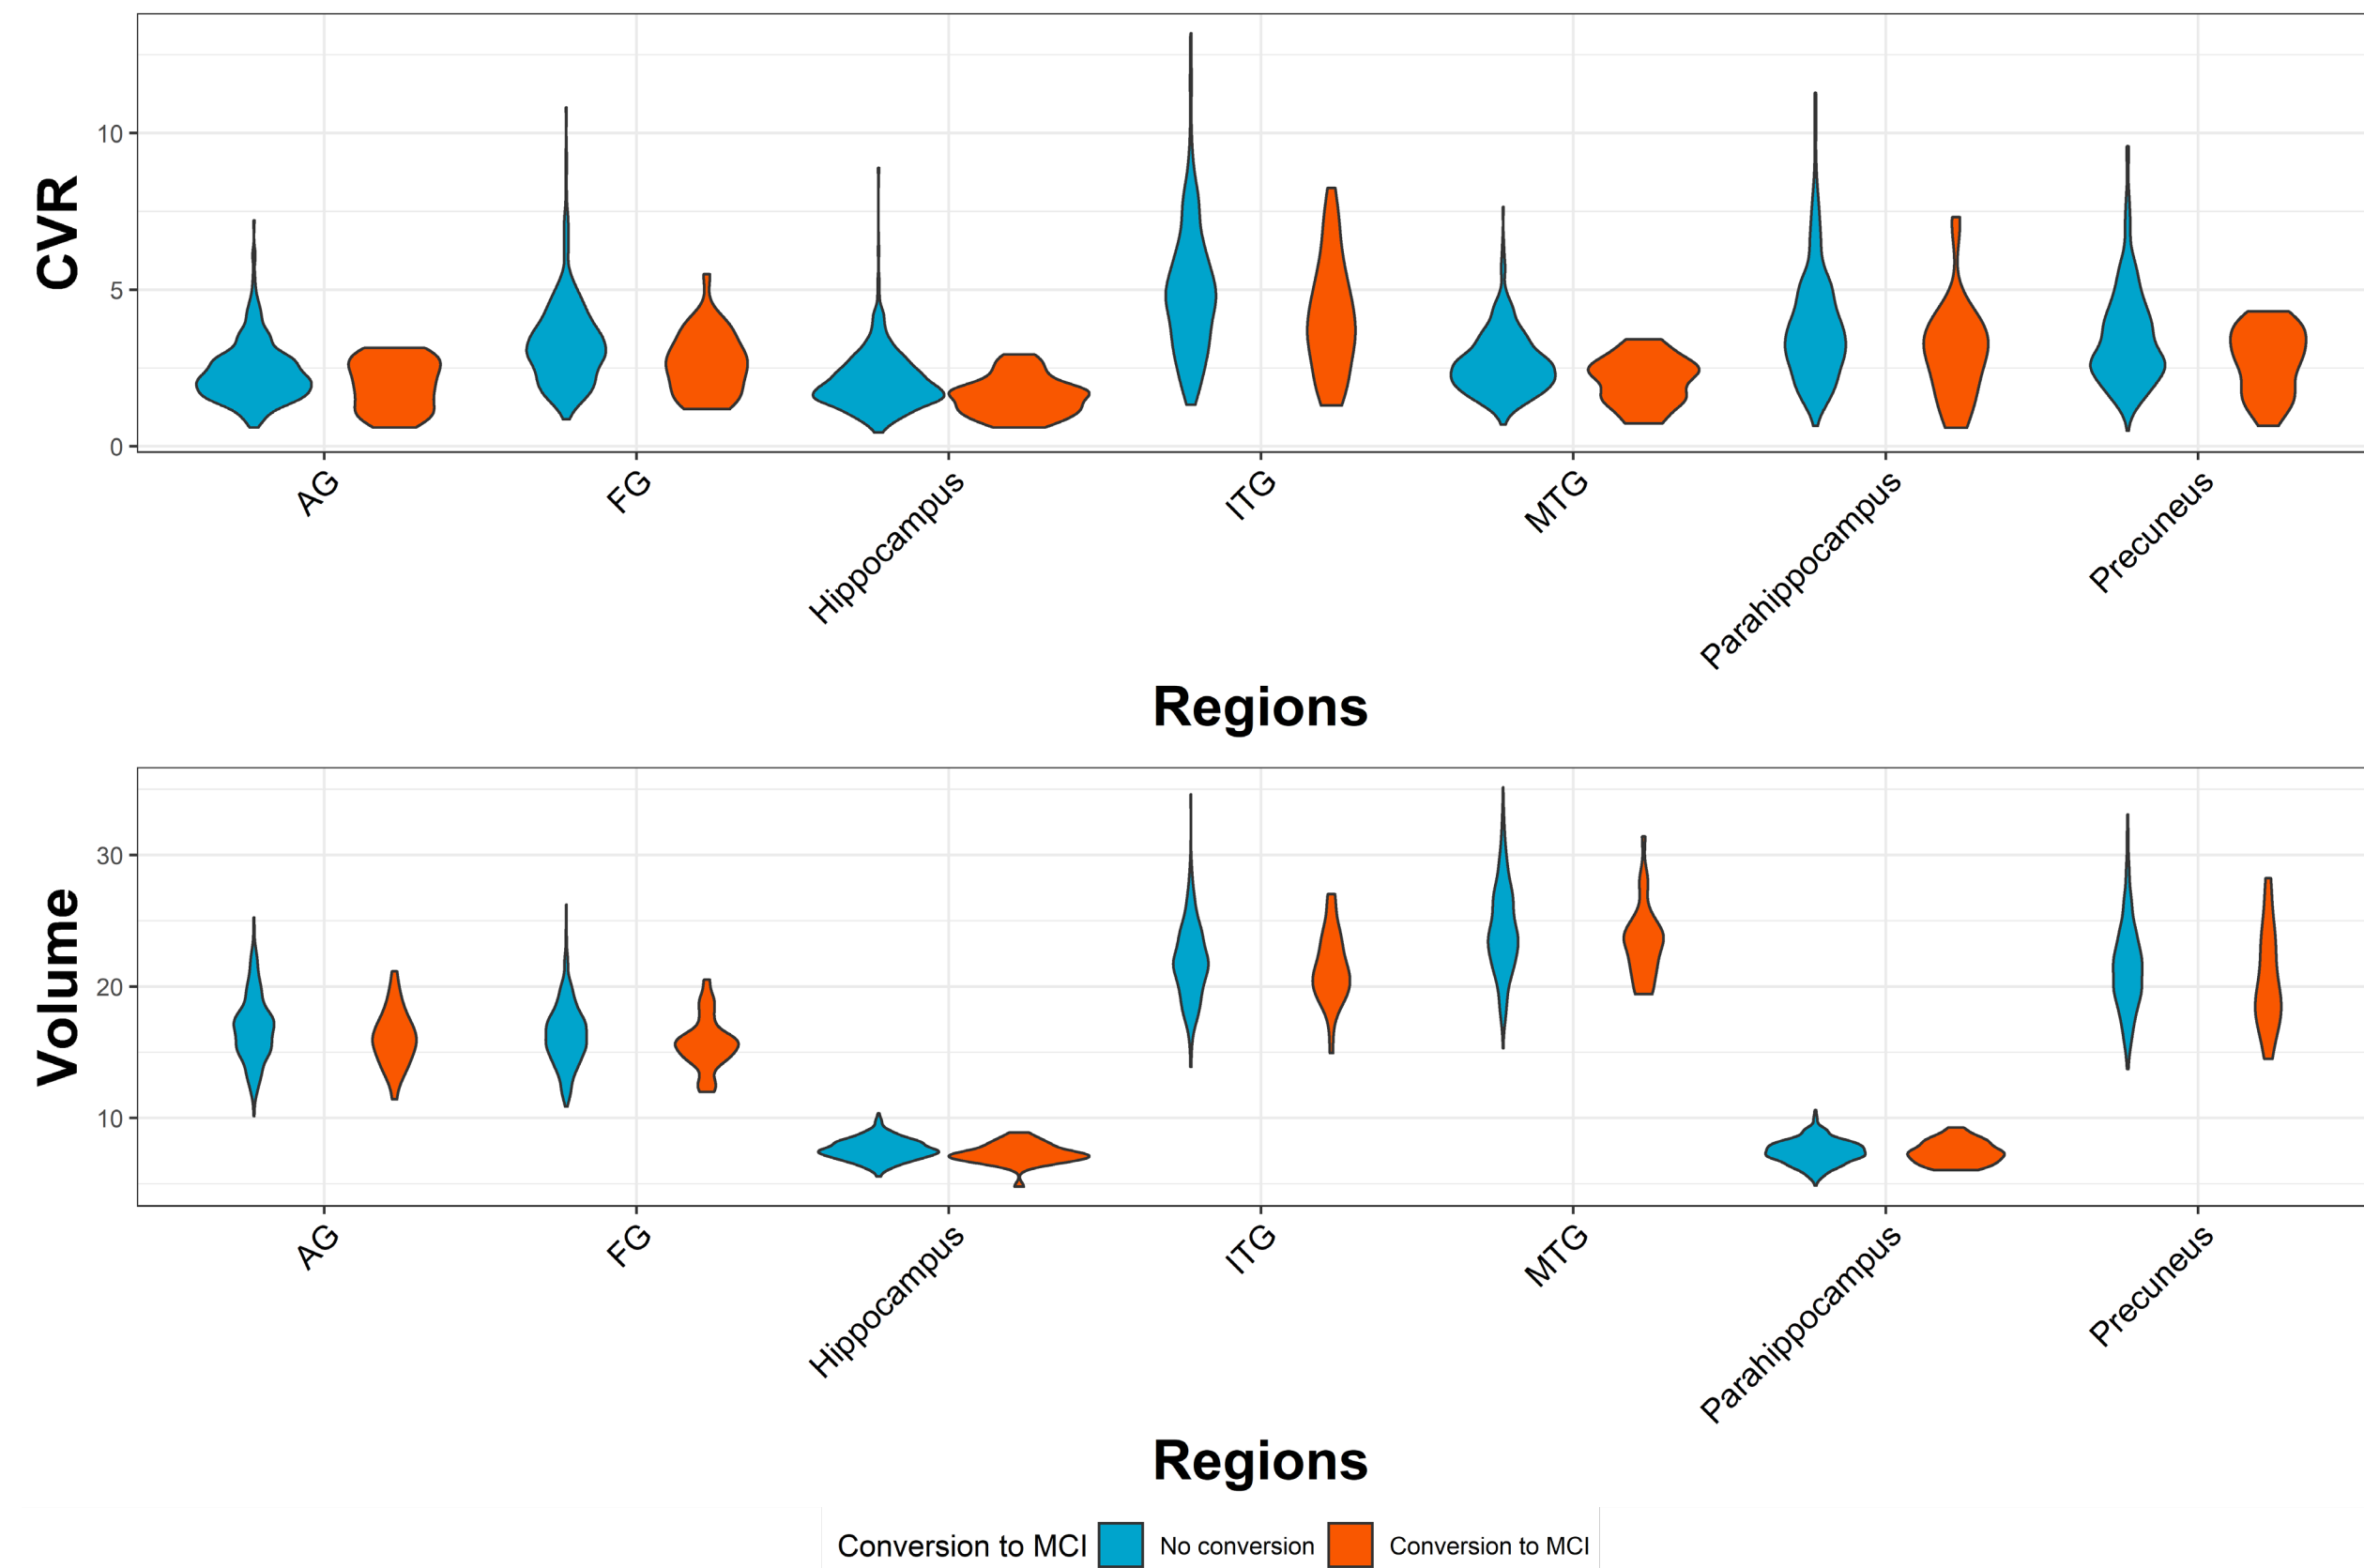 CVR
10
5
0
AG
FG
Hippocampus
ITG
MTG
Parahippocampus
Precuneus
Regions
Volume
30
20
10
AG
FG
Hippocampus
ITG
MTG
Parahippocampus
Precuneus
Regions
Conversion to MCI No conversion Conversion to MCI